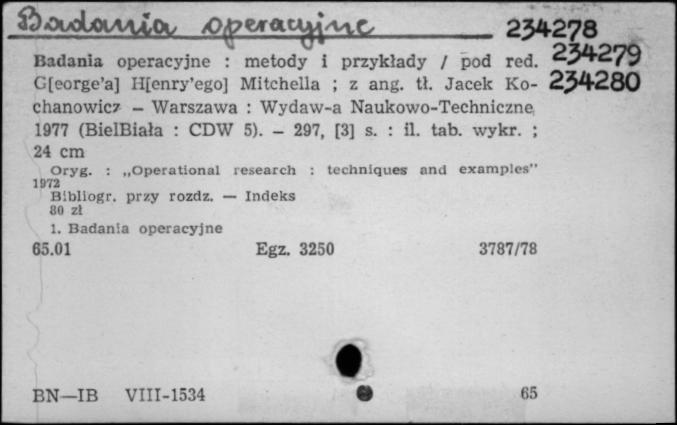 Badania operacyjne 234278
234279
234280
Badania operacyjne : metody i przykłady / pod red.
G[eorge'a] H[enry'ego] Mitchella ; z ang. tł. Jacek Ko-
chanowicz – Warszawa : Wydaw-a Naukowo-Techniczne,
1977 (BielBiała : CDW 5). – 297, [3] s. : il. tab. wykr. ;
24 cm
Oryg. : „Operational research : techniques and examples"
1972
Bibliogr. przy rozdz. — Indeks
80 zł
1. Badania operacyjne
65.01 Egz. 3250 3787/78
BN—IB VIII-1534 65